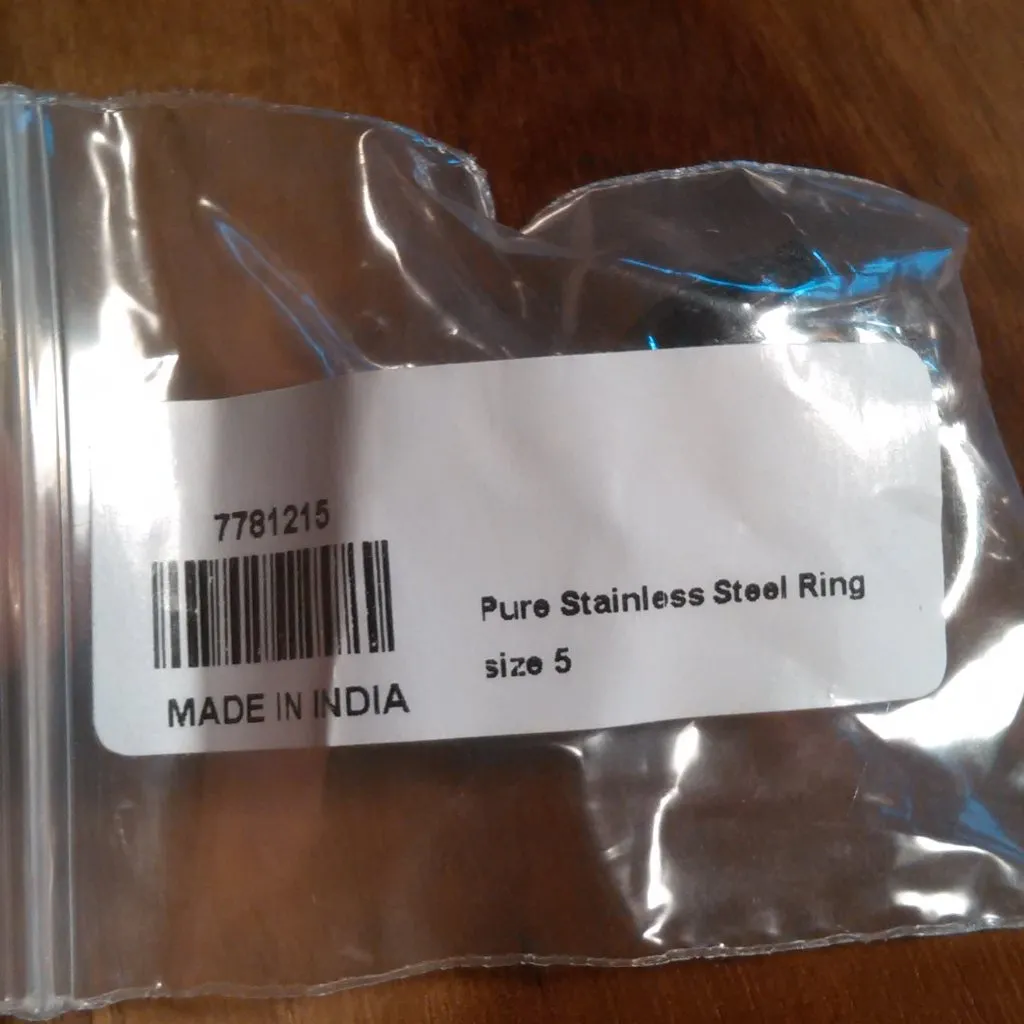 7781215
MADE IN INDIA
Pure Stainless Steel Ring
size 5